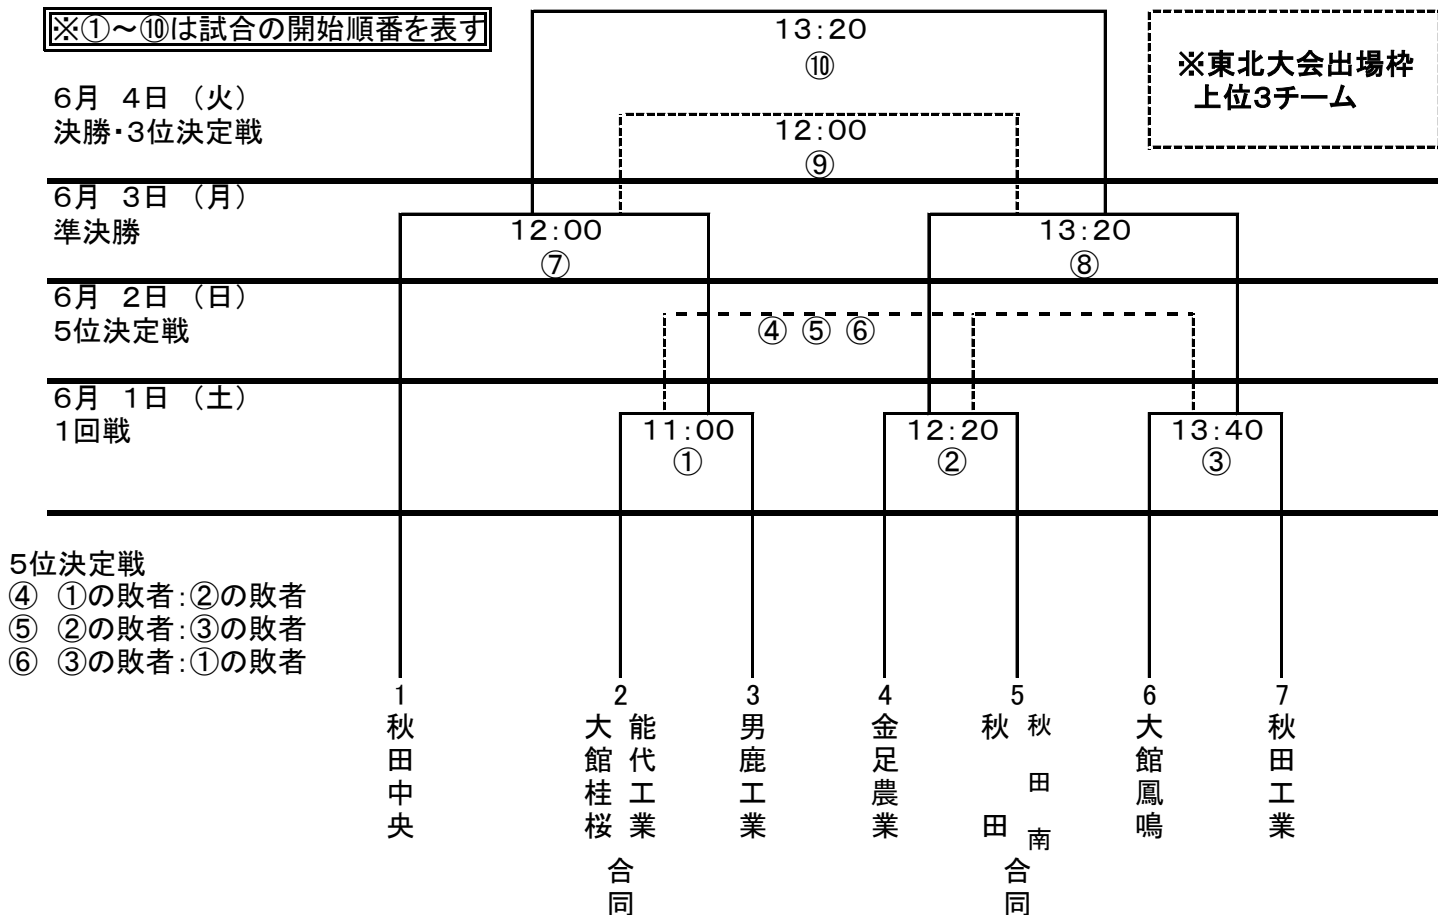 ※①～⑩は試合の開始順番を表す
13:20
⑩
※東北大会出場枠
上位3チーム
6月 4日 （火）
決勝・3位決定戦
12:00
⑨
6月 3日 （月）
準決勝
12:00
⑦
13:20
⑧
6月 2日 （日）
5位決定戦
④ ⑤ ⑥
6月 1日 （土）
1回戦
11:00
①
12:20
②
13:40
③
5位決定戦
④ ①の敗者：②の敗者
⑤ ②の敗者：③の敗者
⑥ ③の敗者：①の敗者
1
秋田中央
2
能代工業
大館桂桜
合同
3
男鹿工業
4
金足農業
5
秋田南
秋田
合同
6
大館鳳鳴
7
秋田工業